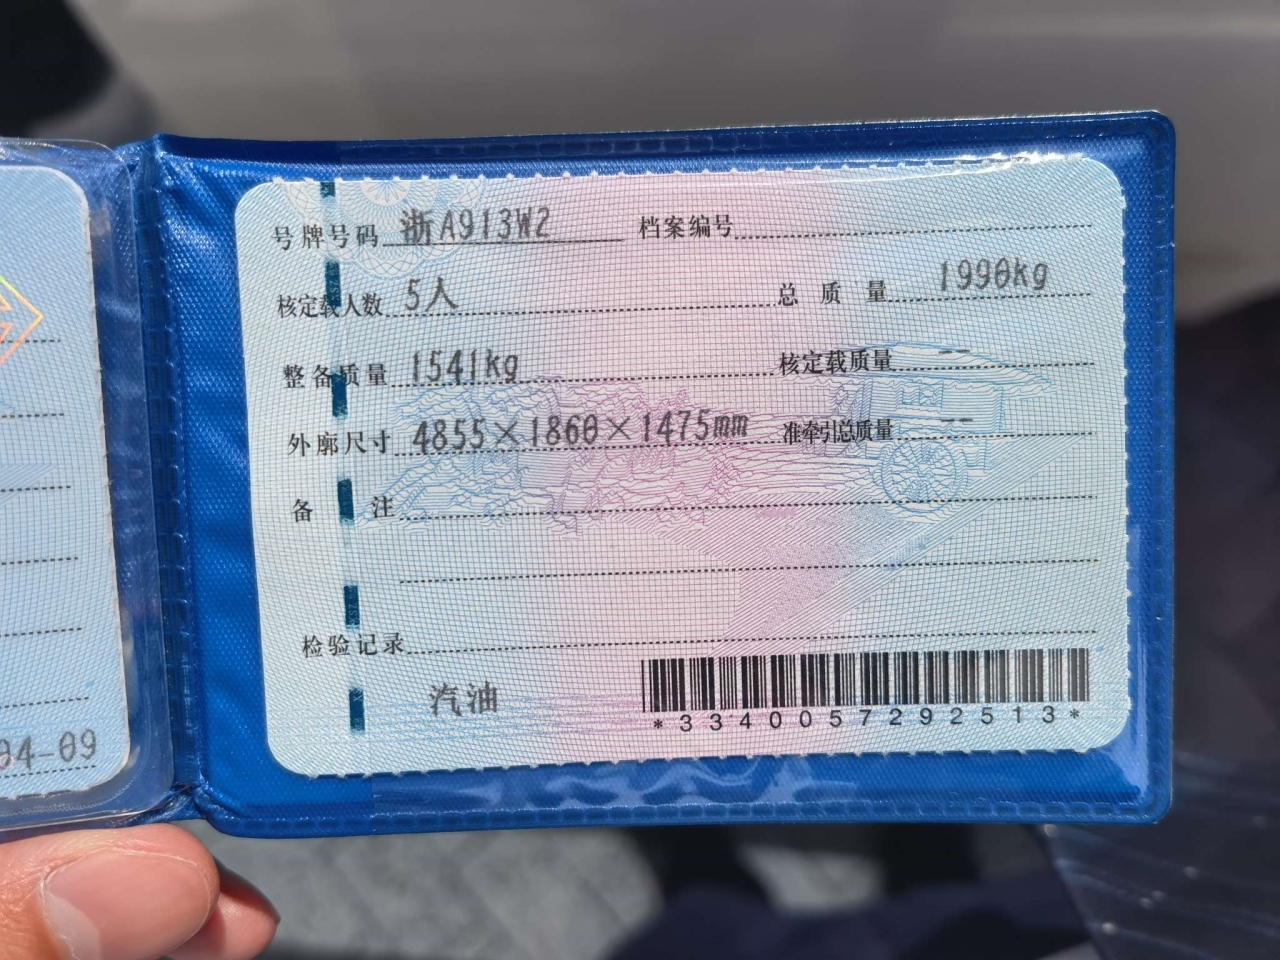 号牌号码 浙A913W2 档案编号
核定载人数 5人 总质量 1990kg
整备质量 1541kg 核定载质量 --
外廓尺寸 4855×1860×1475mm 准牵引总质量 --
备注
检验记录
汽油
*3340057292513*
04-09